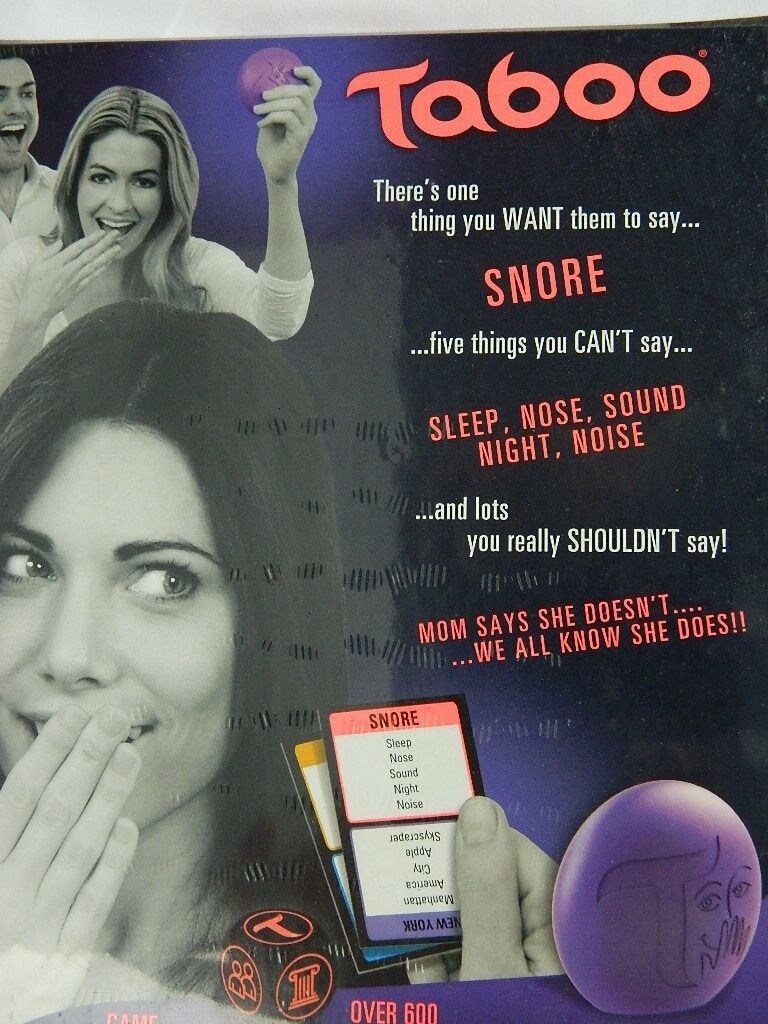 Taboo®
There's one
thing you WANT them to say...
SNORE
...five things you CAN'T say...
SLEEP, NOSE, SOUND
NIGHT, NOISE
...and lots
you really SHOULDN'T say!
MOM SAYS SHE DOESN'T....
...WE ALL KNOW SHE DOES!!
SNORE
Sleep
Nose
Sound
Night
Noise
Skyscraper
Apple
City
America
Manhattan
NEW YORK
GAME
OVER 600